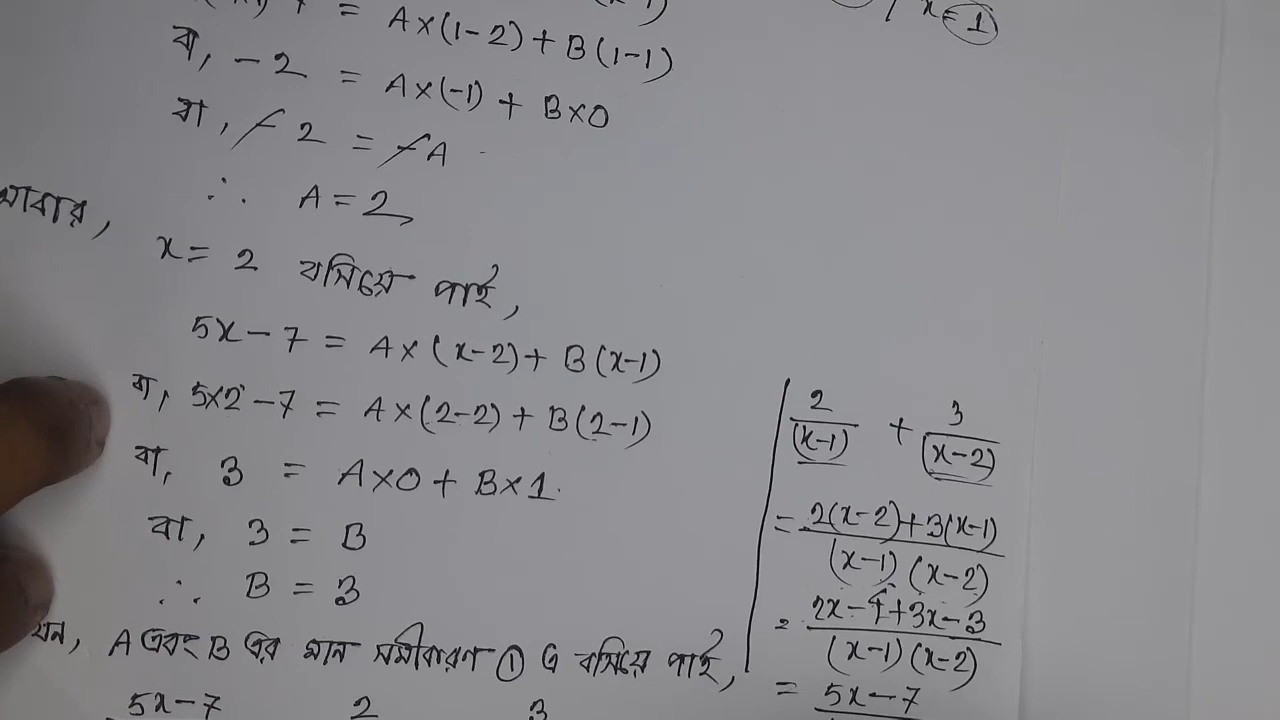 = A×(1-2) + B(1-1)
x = 1
বা, -2 = A×(-1) + B×0
বা, -2 = -A
∴ A = 2
আবার,
x = 2 বসিয়ে পাই,
5x-7 = A×(x-2) + B(x-1)
বা, 5×2-7 = A×(2-2) + B(2-1)
বা, 3 = A×0 + B×1
বা, 3 = B
∴ B = 3
A এবং B এর মান সমীকরণ ① এ বসিয়ে পাই,
5x-7 2 3
2/(x-1) + 3/(x-2)
= 2(x-2)+3(x-1)/(x-1)(x-2)
= 2x-4+3x-3/(x-1)(x-2)
= 5x-7